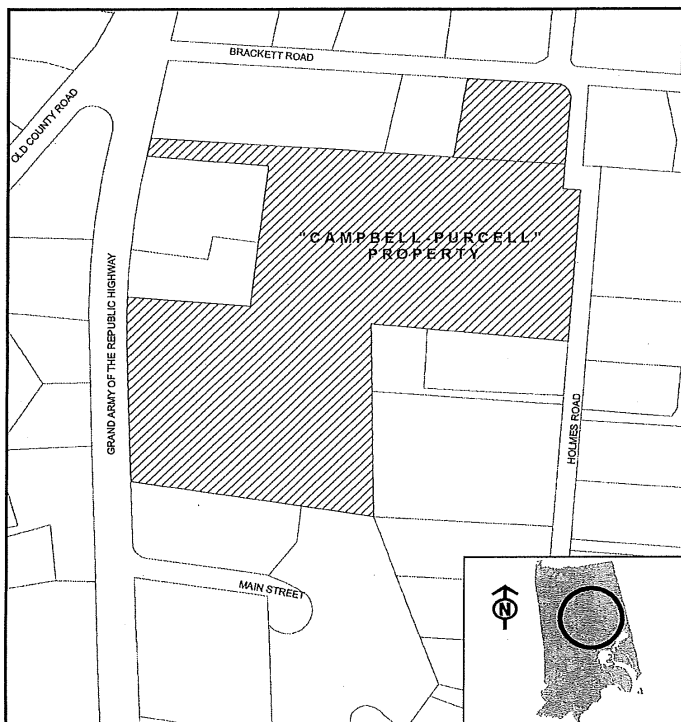 BRACKETT ROAD
OLD COUNTY ROAD
"CAMPBELL-PURCELL"
PROPERTY
GRAND ARMY OF THE REPUBLIC HIGHWAY
HOLMES ROAD
MAIN STREET
N